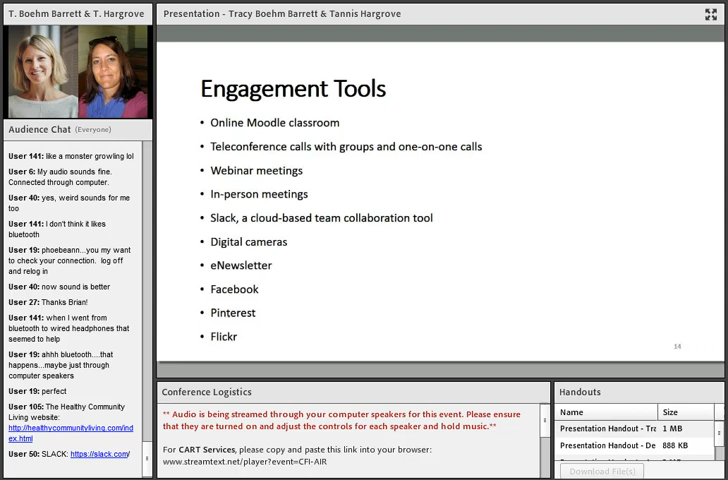 T. Boehm Barrett & T. Hargrove
Audience Chat (Everyone)
User 141: like a monster growling lol
User 6: My audio sounds fine.
Connected through computer.
User 40: yes, weird sounds for me
too
User 141: I don't think it likes
bluetooth
User 19: phoebeann...you my want
to check your connection. log off
and relog in
User 40: now sound is better
User 27: Thanks Brian!
User 141: when I went from
bluetooth to wired headphones that
seemed to help
User 19: ahhh bluetooth....that
happens...maybe just through
computer speakers
User 19: perfect
User 105: The Healthy Community
Living website:
http://healthycommunityliving.com/ind
ex.html
User 50: SLACK: https://slack.com/
Presentation - Tracy Boehm Barrett & Tannis Hargrove
Engagement Tools
• Online Moodle classroom
• Teleconference calls with groups and one-on-one calls
• Webinar meetings
• In-person meetings
• Slack, a cloud-based team collaboration tool
• Digital cameras
• eNewsletter
• Facebook
• Pinterest
• Flickr
Conference Logistics
** Audio is being streamed through your computer speakers for this event. Please ensure
that they are turned on and adjust the controls for each speaker and hold music.**
For CART Services, please copy and paste this link into your browser:
www.streamtext.net/player?event=CFI-AIR
Handouts
Name Size
Presentation Handout - Tra 1 MB
Presentation Handout - De 888 KB
Download File(s)